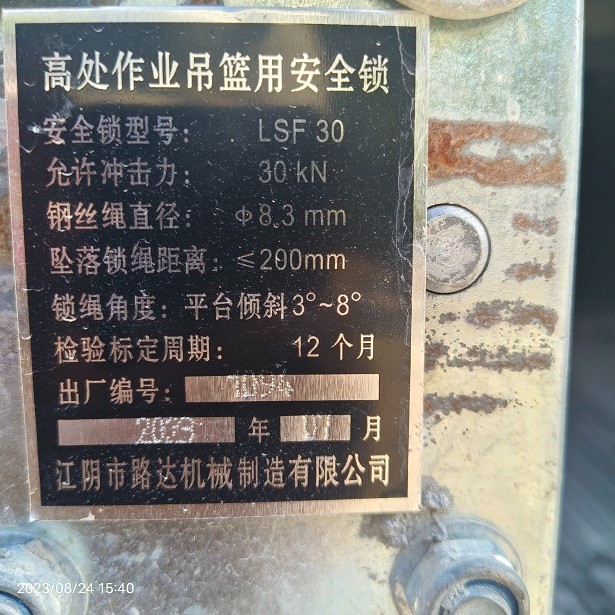 高处作业吊篮用安全锁
安全锁型号: LSF 30
允许冲击力: 30 kN
钢丝绳直径: Φ8.3 mm
坠落锁绳距离: ≤200mm
锁绳角度: 平台倾斜3°~8°
检验标定周期: 12 个月
出厂编号: 1094
2023 年 01 月
江阴市路达机械制造有限公司
2023/08/24 15:40